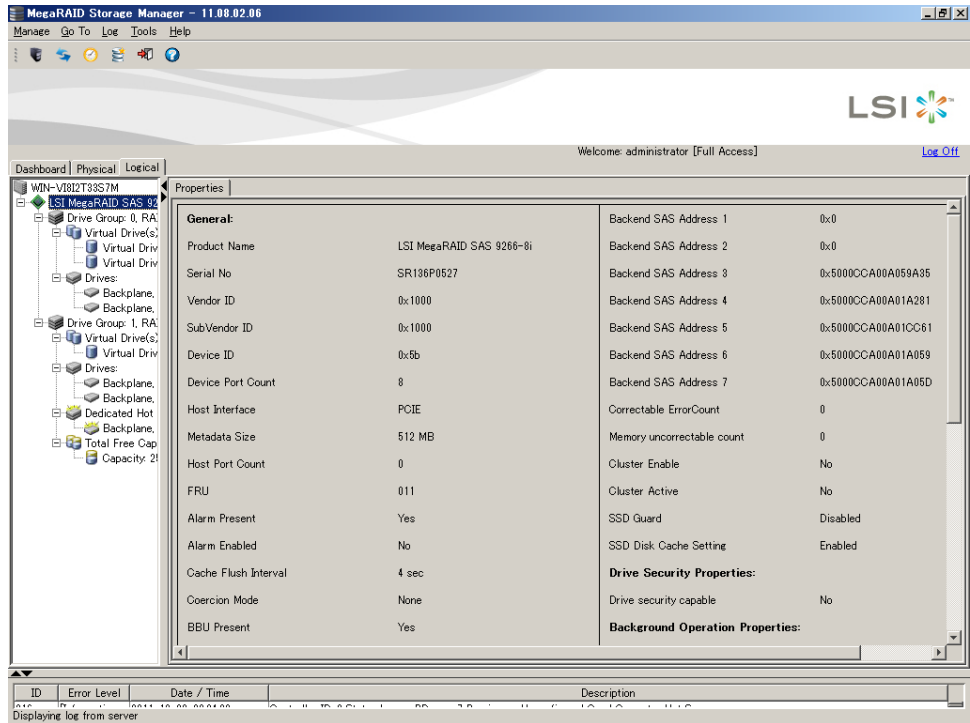 MegaRAID Storage Manager - 11.08.02.06
Manage Go To Log Tools Help
LSI
Welcome: administrator [Full Access]
Log Off
Dashboard Physical Logical
WIN-VI8I2T33S7M
LSI MegaRAID SAS 92
Drive Group: 0, RA
Virtual Drive(s)
Virtual Driv
Virtual Driv
Drives:
Backplane,
Backplane,
Drive Group: 1, RA
Virtual Drive(s)
Virtual Driv
Drives:
Backplane,
Backplane,
Dedicated Hot
Backplane,
Total Free Cap
Capacity: 2
Properties
General:
Product Name LSI MegaRAID SAS 9266-8i
Serial No SR136P0527
Vendor ID 0x1000
SubVendor ID 0x1000
Device ID 0x5b
Device Port Count 8
Host Interface PCIE
Metadata Size 512 MB
Host Port Count 0
FRU 011
Alarm Present Yes
Alarm Enabled No
Cache Flush Interval 4 sec
Coercion Mode None
BBU Present Yes
Backend SAS Address 1 0x0
Backend SAS Address 2 0x0
Backend SAS Address 3 0x5000CCA00A059A35
Backend SAS Address 4 0x5000CCA00A01A281
Backend SAS Address 5 0x5000CCA00A01CC61
Backend SAS Address 6 0x5000CCA00A01A059
Backend SAS Address 7 0x5000CCA00A01A05D
Correctable ErrorCount 0
Memory uncorrectable count 0
Cluster Enable No
Cluster Active No
SSD Guard Disabled
SSD Disk Cache Setting Enabled
Drive Security Properties:
Drive security capable No
Background Operation Properties:
ID Error Level Date / Time Description
Displaying log from server